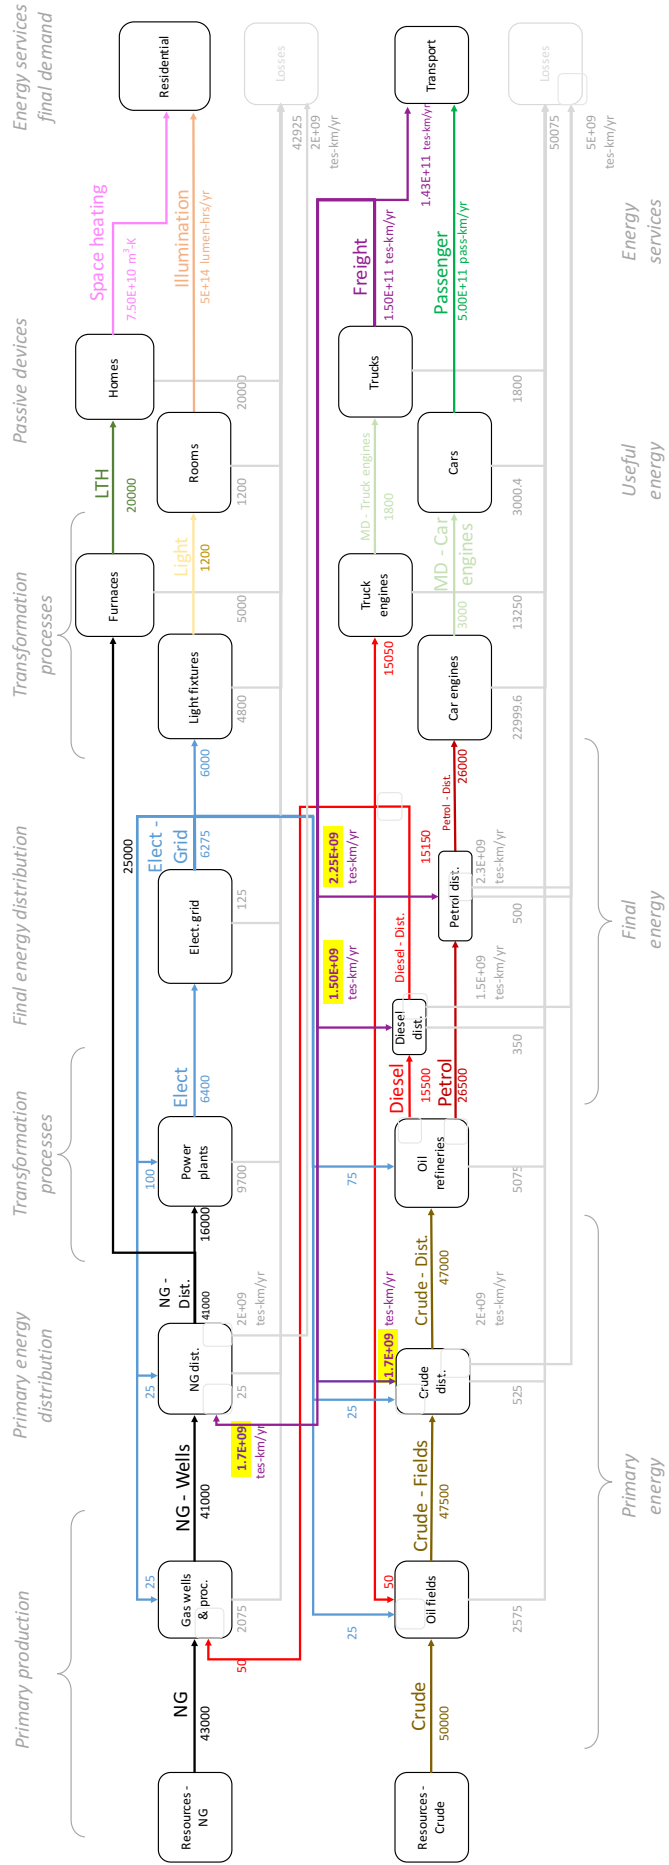 Primary production
Primary energy
distribution
Transformation
processes
Final energy distribution
Transformation
processes
Passive devices
Energy services
final demand
Resources -
NG
NG
43000
Gas wells
& proc.
25
50
2075
NG - Wells
41000
NG dist.
25
25
1.7E+09
tes-km/yr
2E+09
tes-km/yr
NG -
Dist.
41000
16000
25000
Power
plants
100
9700
Elect
6400
Elect. grid
125
Elect -
Grid
6275
6000
Light fixtures
4800
Furnaces
5000
LTH
20000
Light
1200
Rooms
1200
Homes
20000
Space heating
7.50E+10 m³-K
Illumination
5E+14 lumen-hrs/yr
Residential
Losses
42925
2E+09
tes-km/yr
Resources -
Crude
Crude
50000
Oil fields
25
50
2575
Crude - Fields
47500
Crude
dist.
25
1.7E+09
tes-km/yr
525
2E+09
tes-km/yr
Crude - Dist.
47000
Oil
refineries
75
5075
Diesel
15500
Petrol
26500
Diesel
dist.
1.50E+09
tes-km/yr
350
1.5E+09
tes-km/yr
Diesel - Dist.
15150
Petrol dist.
2.25E+09
tes-km/yr
500
2.3E+09
tes-km/yr
Petrol - Dist.
26000
15050
Car engines
22999.6
Truck
engines
13250
MD - Truck engines
1800
MD - Car
engines
3000
Trucks
1800
Cars
3000.4
Freight
1.50E+11 tes-km/yr
1.43E+11 tes-km/yr
Passenger
5.00E+11 pass-km/yr
Transport
Losses
50075
5E+09
tes-km/yr
Primary
energy
Final
energy
Useful
energy
Energy
services